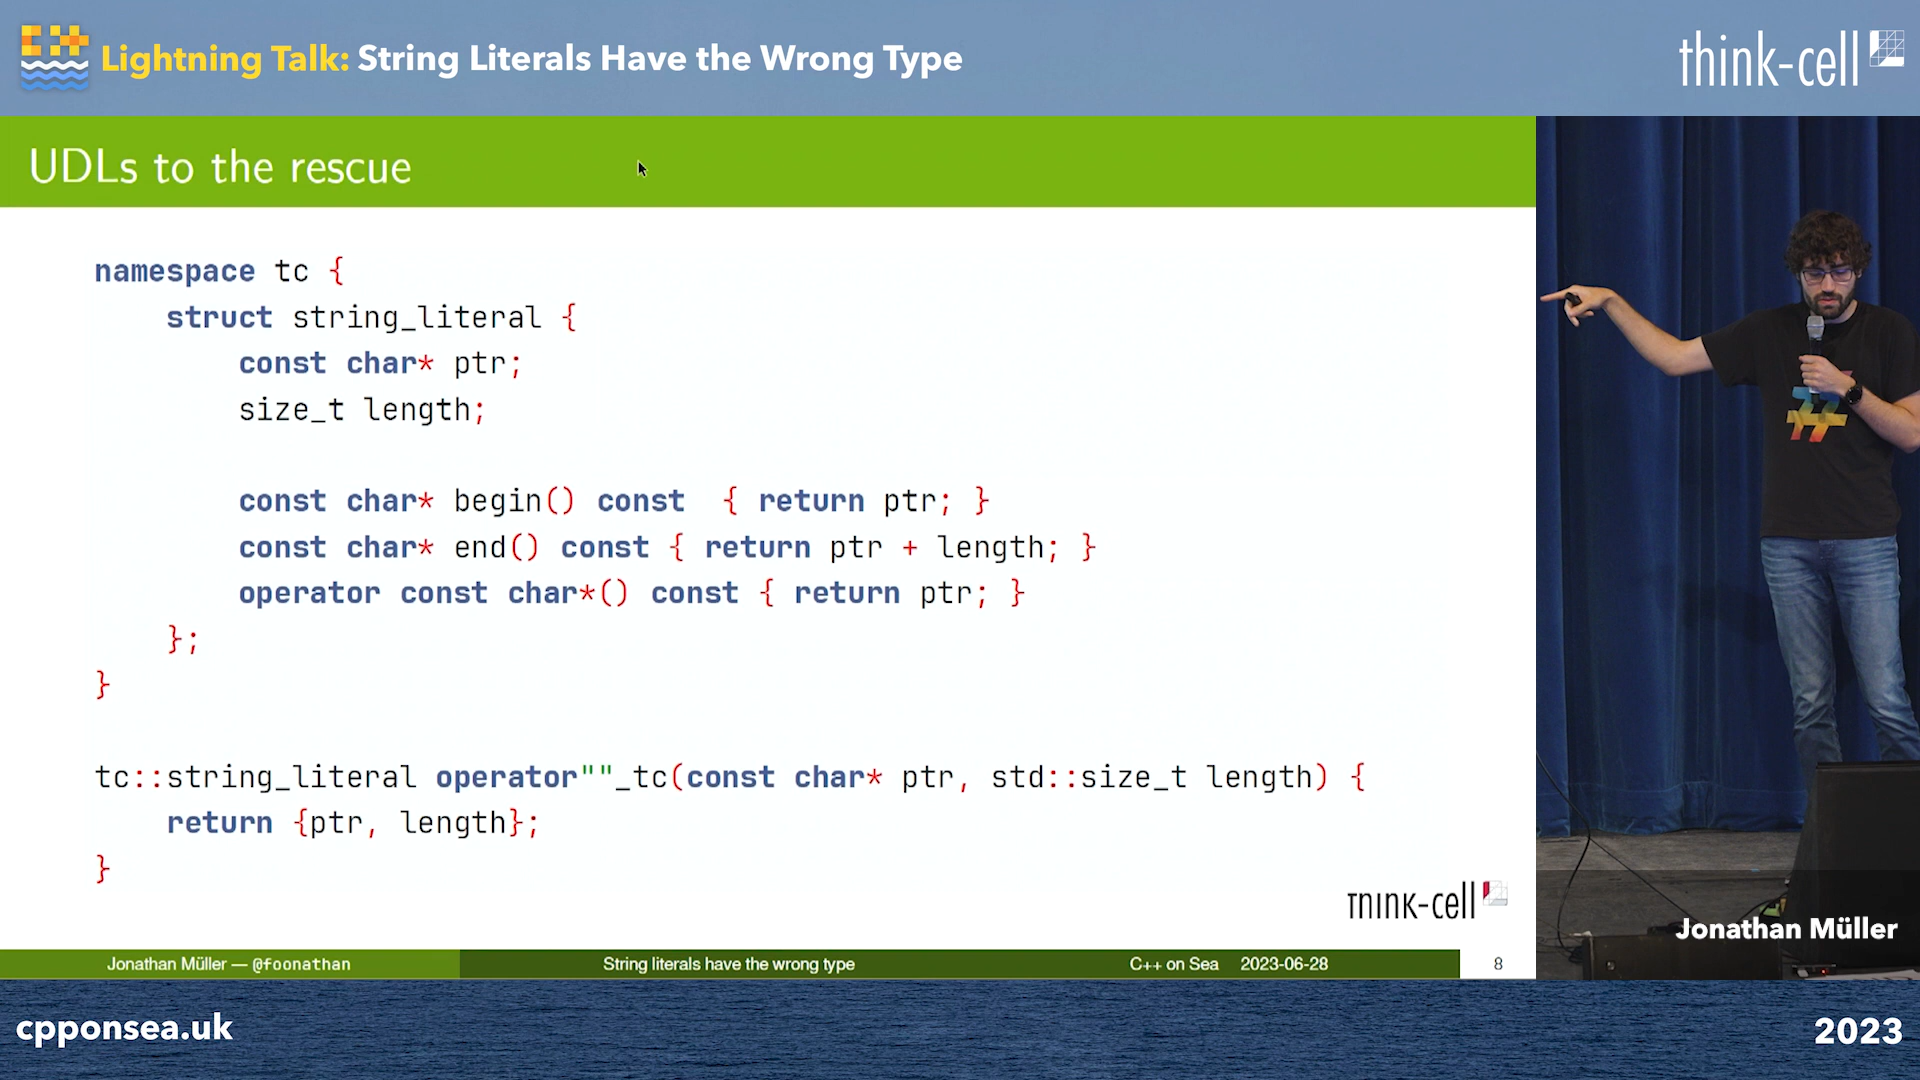 Lightning Talk: String Literals Have the Wrong Type
think-cell
UDLs to the rescue
namespace tc {
    struct string_literal {
        const char* ptr;
        size_t length;
        const char* begin() const  { return ptr; }
        const char* end() const { return ptr + length; }
        operator const char*() const { return ptr; }
    };
}
tc::string_literal operator""_tc(const char* ptr, std::size_t length) {
    return {ptr, length};
}
think-cell
Jonathan Müller
Jonathan Müller — @foonathan
String literals have the wrong type
C++ on Sea 2023-06-28
8
cpponsea.uk
2023